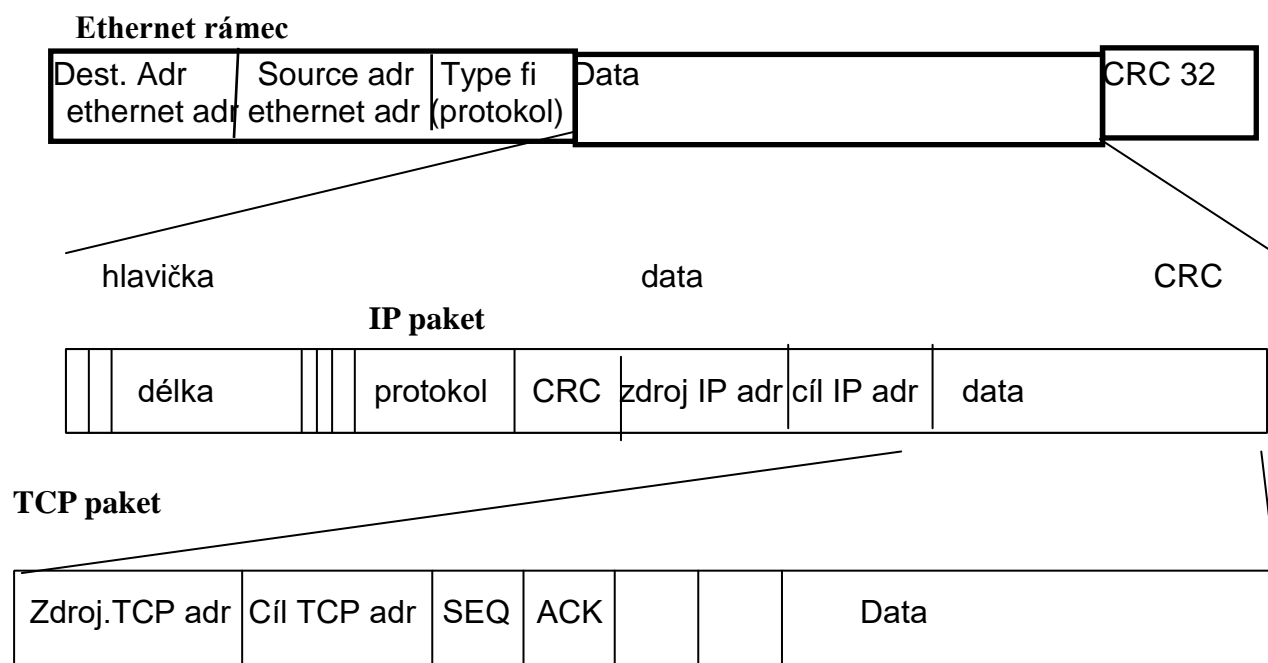 Ethernet rámec
Dest. Adr Source adr Type fi Data CRC 32
ethernet adr ethernet adr (protokol)
hlavička data CRC
IP paket
délka protokol CRC zdroj IP adr cíl IP adr data
TCP paket
Zdroj.TCP adr Cíl TCP adr SEQ ACK Data